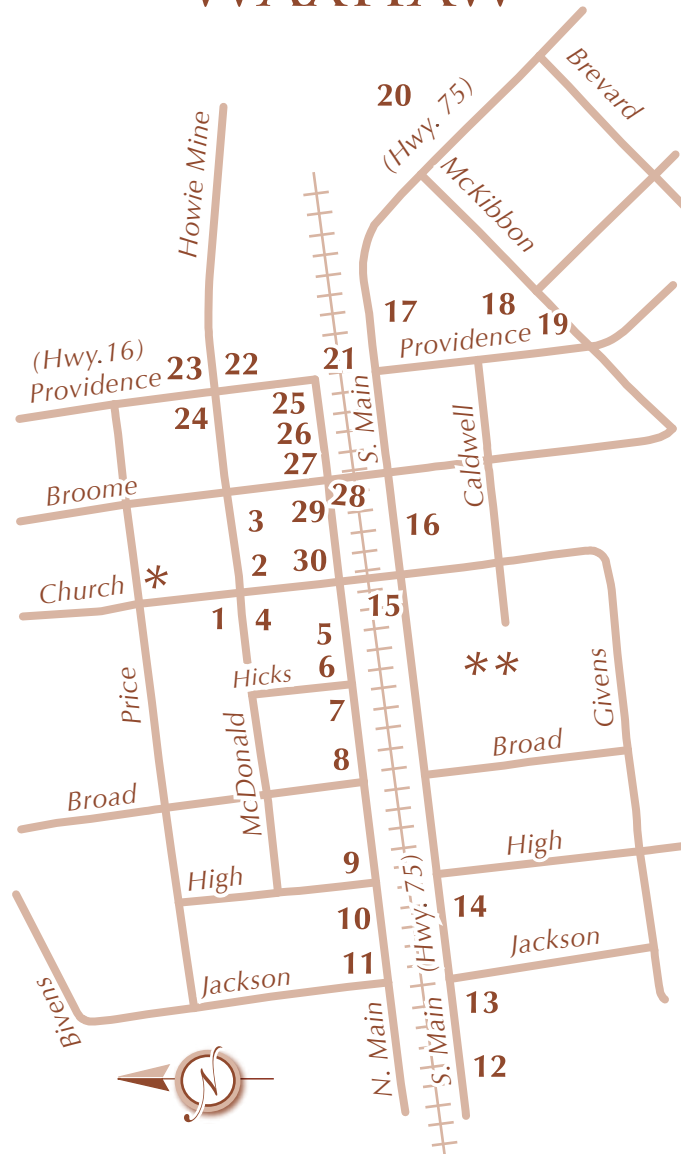 WAXHAW
20
(Hwy. 75)
Brevard
Howie Mine
McKibbon
17
18
19
Providence
(Hwy.16)
Providence
23
22
21
24
25
26
27
S. Main
Caldwell
Broome
28
3
29
16
Church
*
2
30
1
4
15
5
Hicks
6
**
Price
7
Givens
McDonald
8
Broad
Broad
9
High
High
10
14
(Hwy. 75)
11
Jackson
Jackson
Bivens
13
N. Main
S. Main
12
N